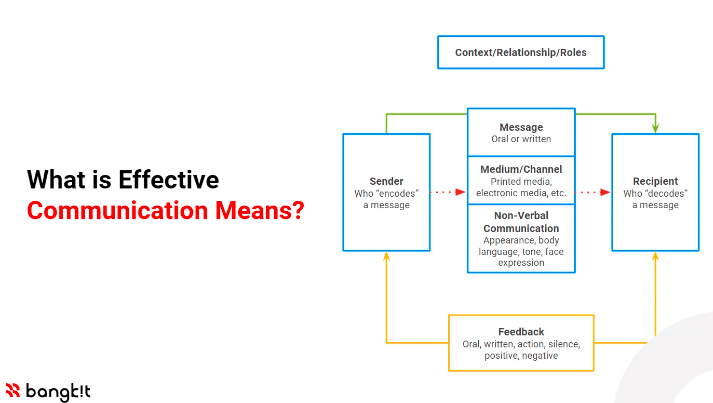 Context/Relationship/Roles
Message
Oral or written
Sender
Who “encodes”
a message
Medium/Channel
Printed media,
electronic media, etc.
Recipient
Who “decodes”
a message
What is Effective
Communication Means?
Non-Verbal
Communication
Appearance, body
language, tone, face
expression
Feedback
Oral, written, action, silence,
positive, negative
bangk!t